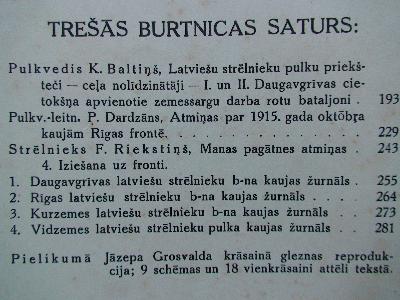 TREŠĀS BURTNICAS SATURS:
Pulkvedis K. Baltiņš, Latviešu strēlnieku pulku priekš-
teči — ceļa nolīdzinātāji — I. un II. Daugavgrīvas cie-
tokšņa apvienotie zemessargu darba rotu bataljoni . 193
Pulkv.-leitn. P. Dardzāns, Atmiņas par 1915. gada oktobŗa
kaujām Rīgas frontē. . . . . . . . . . . 229
Strēlnieks F. Riekstiņš, Manas pagātnes atmiņas . 243
4. Iziešana uz fronti.
1. Daugavgrīvas latviešu strēlnieku b-na kaujas žurnāls . 255
2. Rīgas latviešu strēlnieku b-na kaujas žurnāls . . . 264
3. Kurzemes latviešu strēlnieku b-na kaujas žurnāls . . 273
4. Vidzemes latviešu strēlnieku pulka kaujas žurnāls . . 281
Pielikumā Jāzepa Grosvalda krāsainā gleznas reproduk-
cija; 9 schēmas un 18 vienkrāsaini attēli tekstā.